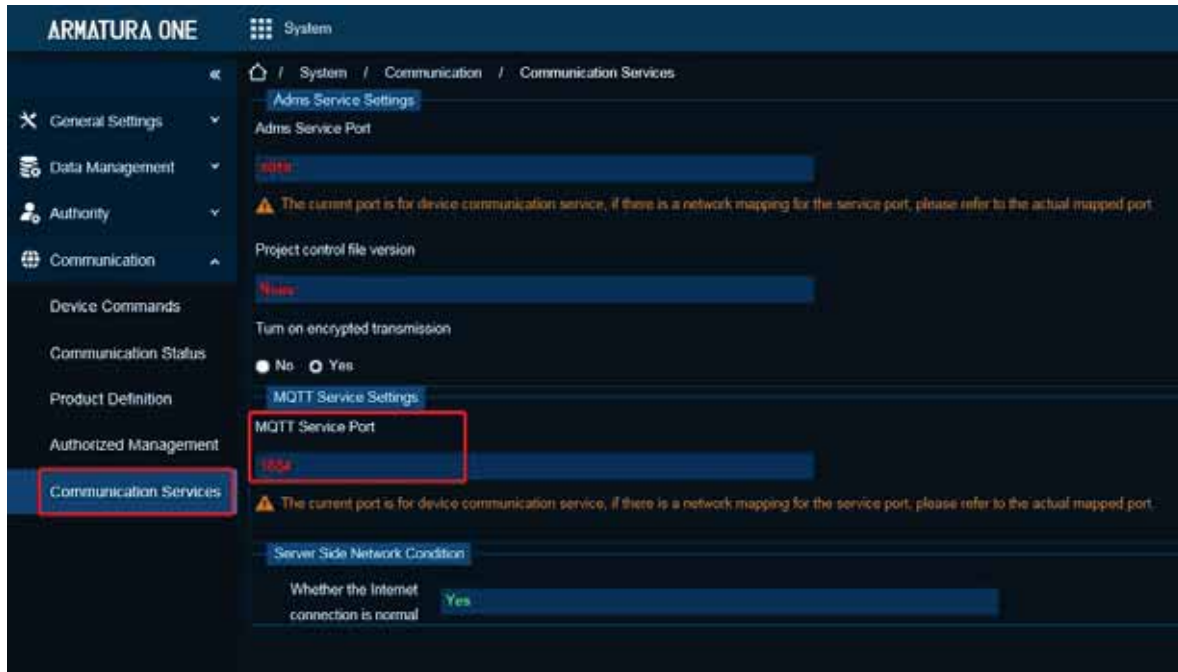 ARMATURA ONE
System
/ System / Communication / Communication Services
General Settings
Data Management
Authority
Communication
Device Commands
Communication Status
Product Definition
Authorized Management
Communication Services
Adms Service Settings
Adms Service Port
The current port is for device communication service, if there is a network mapping for the service port, please refer to the actual mapped port.
Project control file version
None
Turn on encrypted transmission
No Yes
MQTT Service Settings
MQTT Service Port
The current port is for device communication service, if there is a network mapping for the service port, please refer to the actual mapped port.
Server Side Network Condition
Whether the Internet
connection is normal
Yes